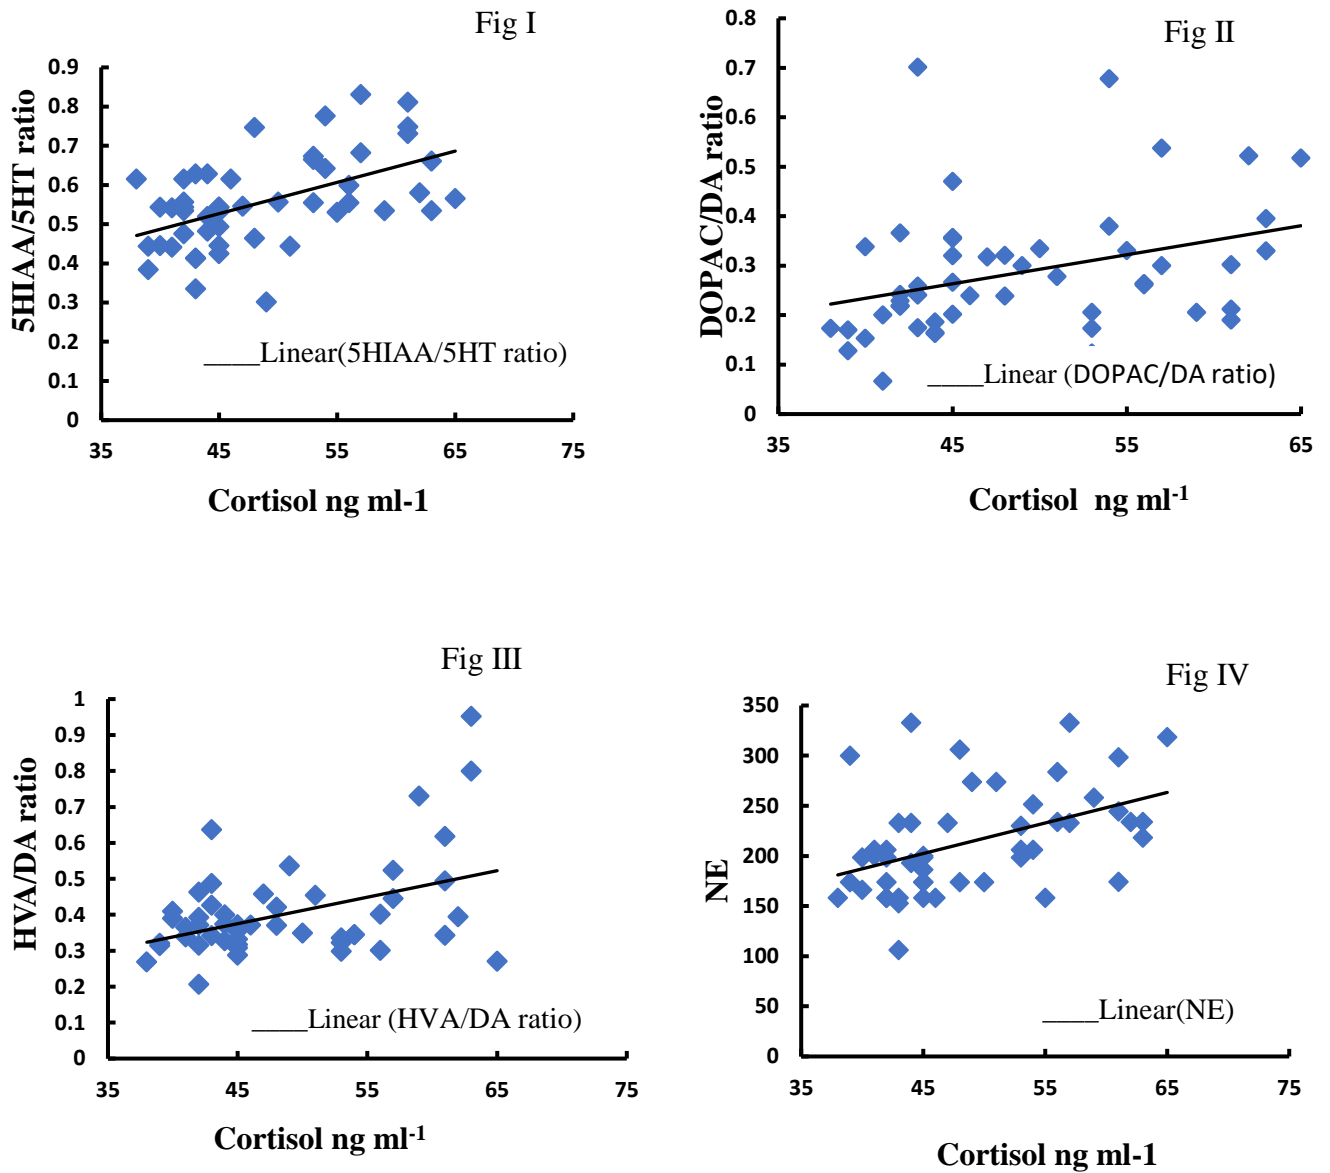 Fig I
0.9
0.8
0.7
0.6
0.5
0.4
0.3
0.2
0.1
0
5HIAA/5HT ratio
____Linear(5HIAA/5HT ratio)
35 45 55 65 75
Cortisol ng ml-1
Fig II
0.8
0.7
0.6
0.5
0.4
0.3
0.2
0.1
0
DOPAC/DA ratio
____Linear (DOPAC/DA ratio)
35 45 55 65
Cortisol ng ml-1
Fig III
1
0.9
0.8
0.7
0.6
0.5
0.4
0.3
0.2
0.1
0
HVA/DA ratio
____Linear (HVA/DA ratio)
35 45 55 65 75
Cortisol ng ml-1
Fig IV
350
300
250
200
150
100
50
0
NE
____Linear(NE)
35 45 55 65 75
Cortisol ng ml-1